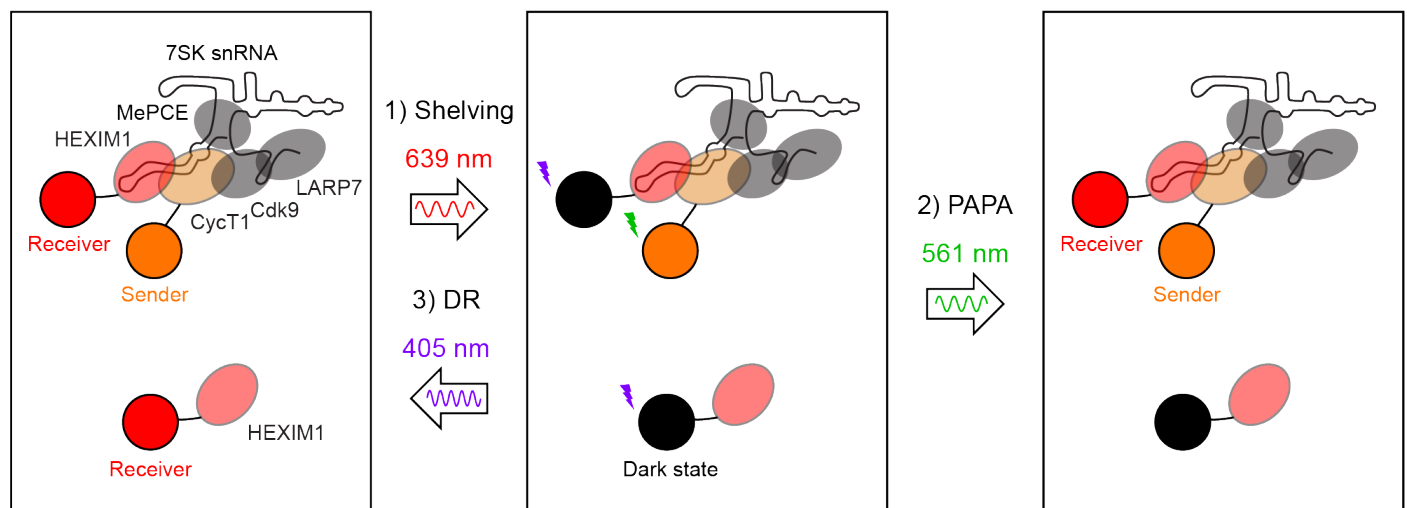 7SK snRNA
MePCE
HEXIM1
LARP7
Cdk9
CycT1
Receiver
Sender
HEXIM1
Receiver
1) Shelving
639 nm
3) DR
405 nm
Dark state
2) PAPA
561 nm
Receiver
Sender